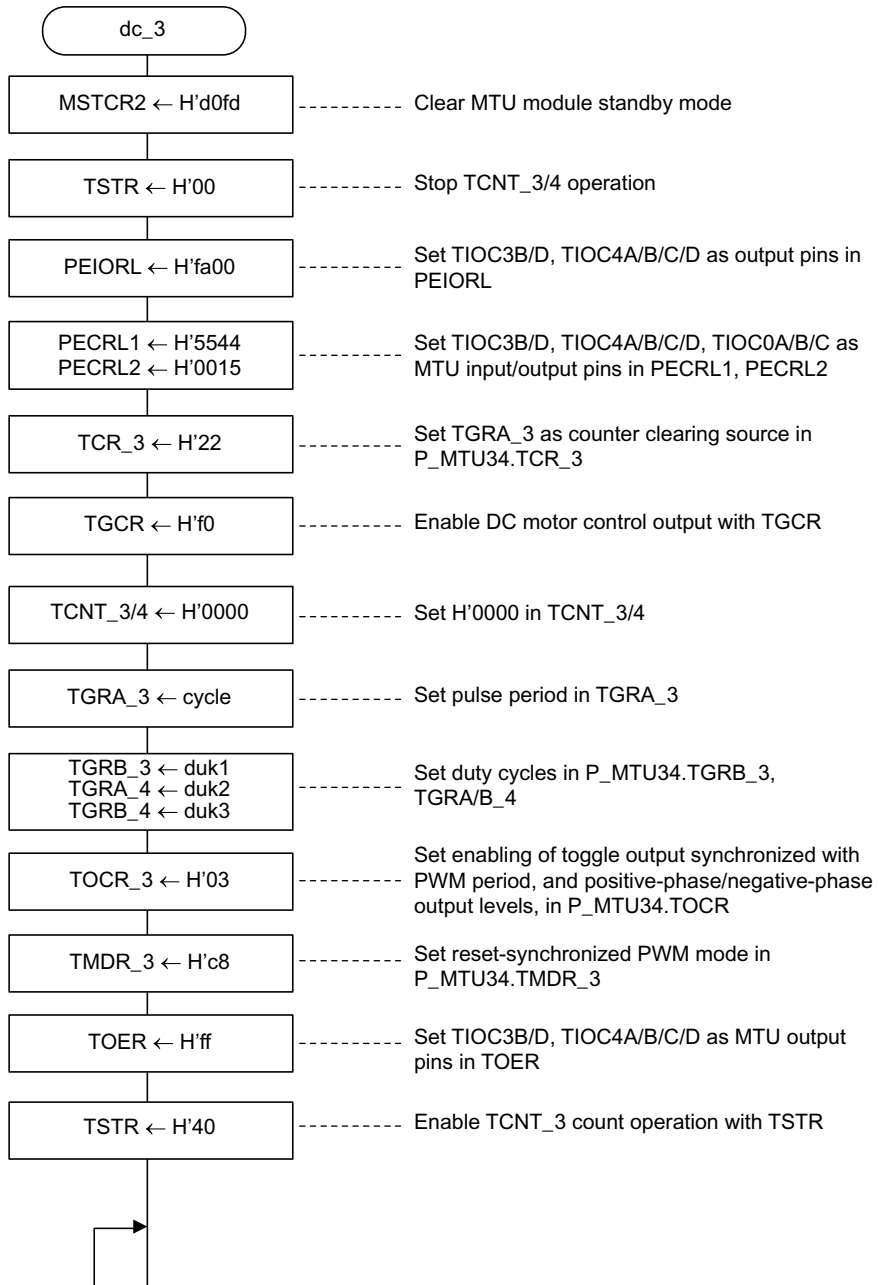 dc_3
MSTCR2 ← H'd0fd
Clear MTU module standby mode
TSTR ← H'00
Stop TCNT_3/4 operation
PEIORL ← H'fa00
Set TIOC3B/D, TIOC4A/B/C/D as output pins in
PEIORL
PECRL1 ← H'5544
PECRL2 ← H'0015
Set TIOC3B/D, TIOC4A/B/C/D, TIOC0A/B/C as
MTU input/output pins in PECRL1, PECRL2
TCR_3 ← H'22
Set TGRA_3 as counter clearing source in
P_MTU34.TCR_3
TGCR ← H'f0
Enable DC motor control output with TGCR
TCNT_3/4 ← H'0000
Set H'0000 in TCNT_3/4
TGRA_3 ← cycle
Set pulse period in TGRA_3
TGRB_3 ← duk1
TGRA_4 ← duk2
TGRB_4 ← duk3
Set duty cycles in P_MTU34.TGRB_3,
TGRA/B_4
TOCR_3 ← H'03
Set enabling of toggle output synchronized with
PWM period, and positive-phase/negative-phase
output levels, in P_MTU34.TOCR
TMDR_3 ← H'c8
Set reset-synchronized PWM mode in
P_MTU34.TMDR_3
TOER ← H'ff
Set TIOC3B/D, TIOC4A/B/C/D as MTU output
pins in TOER
TSTR ← H'40
Enable TCNT_3 count operation with TSTR